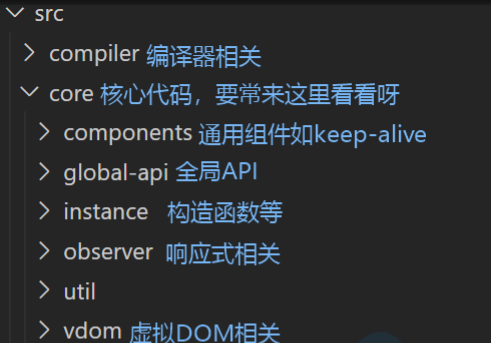 src
compiler 编译器相关
core 核心代码，要常来这里看看呀
components 通用组件如keep-alive
global-api 全局API
instance 构造函数等
observer 响应式相关
util
vdom 虚拟DOM相关